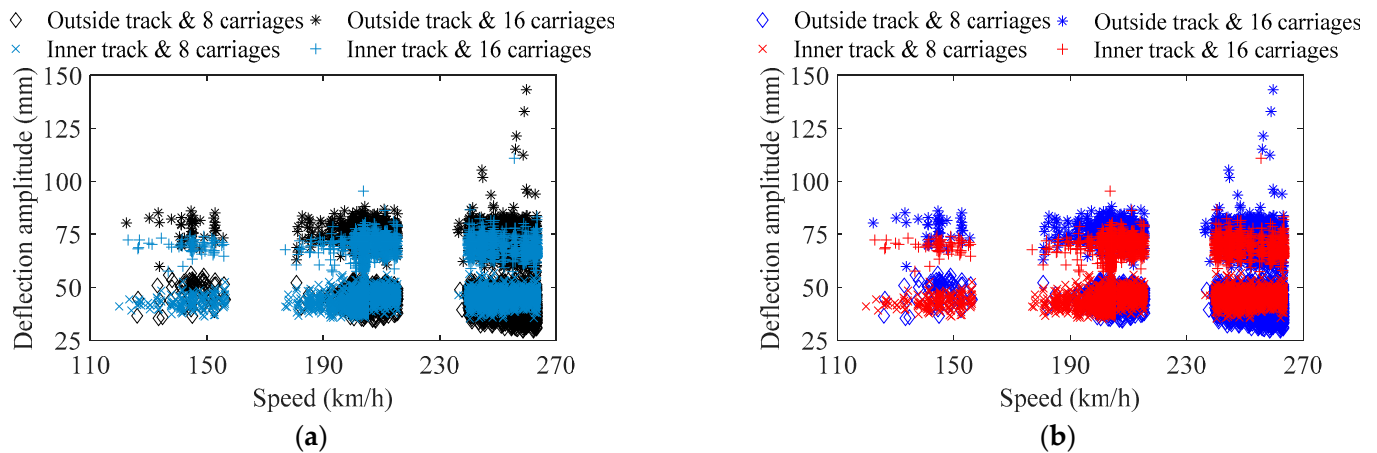 Outside track & 8 carriages Outside track & 16 carriages
Inner track & 8 carriages Inner track & 16 carriages
150
125
100
75
50
25
110 150 190 230 270
Deflection amplitude (mm)
Speed (km/h)
(a)
Outside track & 8 carriages Outside track & 16 carriages
Inner track & 8 carriages Inner track & 16 carriages
150
125
100
75
50
25
110 150 190 230 270
Deflection amplitude (mm)
Speed (km/h)
(b)